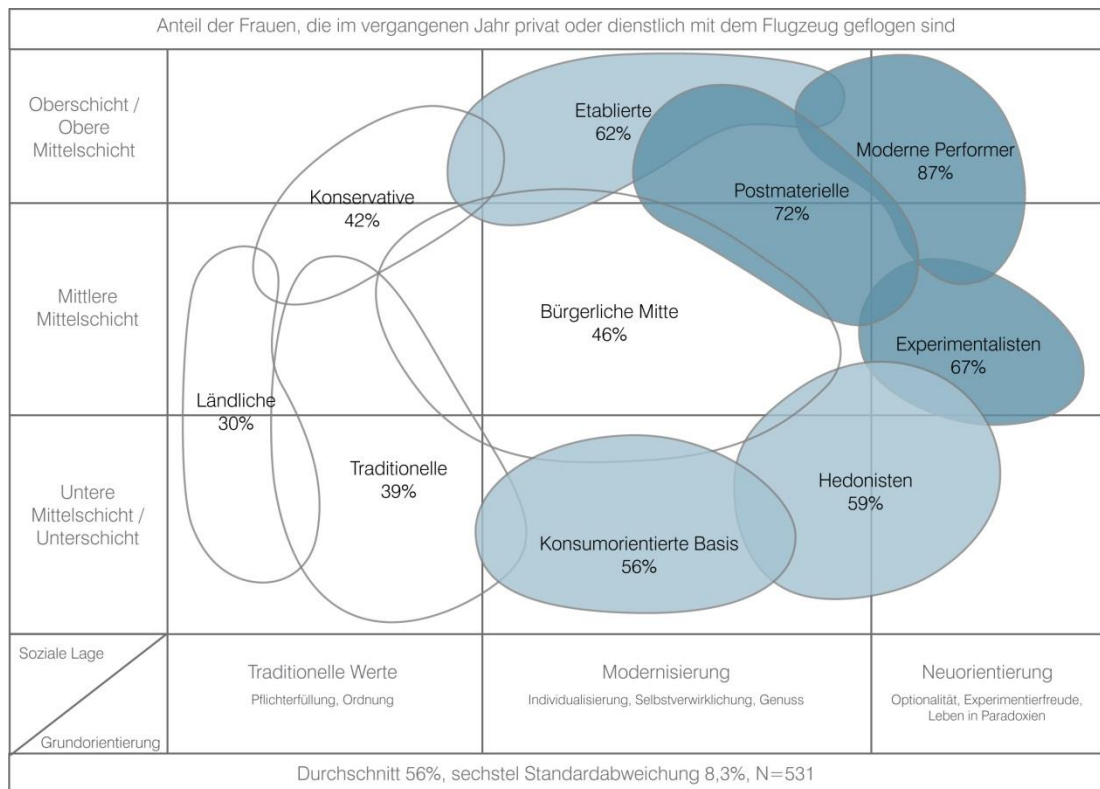 Anteil der Frauen, die im vergangenen Jahr privat oder dienstlich mit dem Flugzeug geflogen sind
Oberschicht /
Obere
Mittelschicht
Etablierte
62%
Moderne Performer
87%
Konservative
42%
Postmaterielle
72%
Mittlere
Mittelschicht
Bürgerliche Mitte
46%
Experimentalisten
67%
Ländliche
30%
Traditionelle
39%
Untere
Mittelschicht /
Unterschicht
Hedonisten
59%
Konsumorientierte Basis
56%
Soziale Lage
Grundorientierung
Traditionelle Werte
Pflichterfüllung, Ordnung
Modernisierung
Individualisierung, Selbstverwirklichung, Genuss
Neuorientierung
Optionalität, Experimentierfreude,
Leben in Paradoxien
Durchschnitt 56%, sechstel Standardabweichung 8,3%, N=531